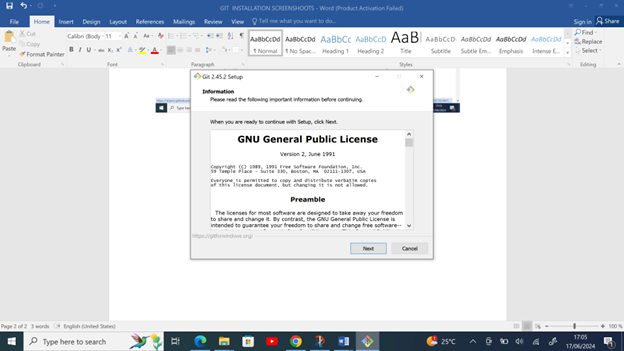 GIT INSTALLATION SCREENSHOTS - Word (Product Activation Failed)
File Home Insert Design Layout References Mailings Review View Tell me what you want to do... Sign in Share
Paste
Cut
Copy
Format Painter
Clipboard
Calibri (Body) 11
Font
Paragraph
AaBbCcDd AaBbCcDd AaBbCc AaBbCcD AaB AaBbCcD AaBbCcDd AaBbCcDd AaBbCcDd
1 Normal 1 No Spac... Heading 1 Heading 2 Title Subtitle Subtle Em... Emphasis Intense E...
Styles
Find
Replace
Select
Editing
Git 2.45.2 Setup
Information
Please read the following important information before continuing.
When you are ready to continue with Setup, click Next.
GNU General Public License
Version 2, June 1991
Copyright (C) 1989, 1991 Free Software Foundation, Inc.
59 Temple Place - Suite 330, Boston, MA 02111-1307, USA
Everyone is permitted to copy and distribute verbatim copies
of this license document, but changing it is not allowed.
Preamble
The licenses for most software are designed to take away your freedom
to share and change it. By contrast, the GNU General Public License is
intended to guarantee your freedom to share and change free software--
https://gitforwindows.org/
Next Cancel
Page 2 of 2 3 words English (United States) 100 %
Type here to search 25°C 17:05
17/06/2024